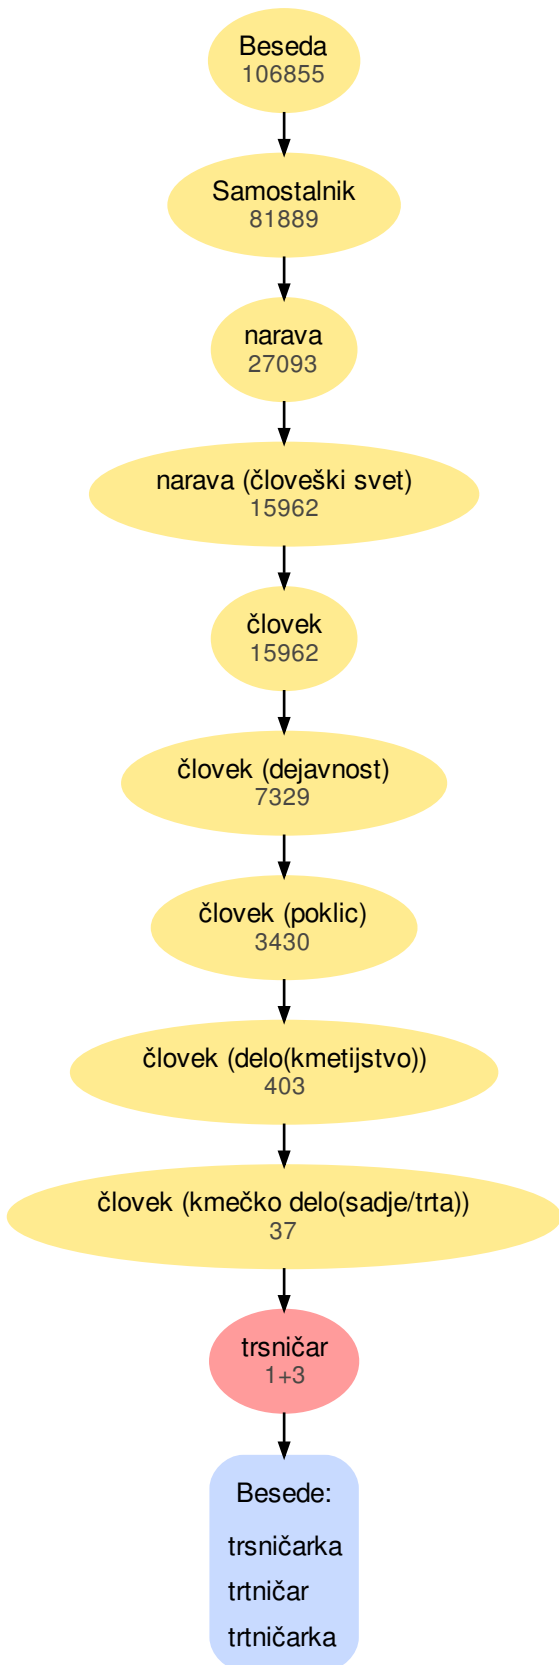 Beseda
106855
Samostalnik
81889
narava
27093
narava (človeški svet)
15962
človek
15962
človek (dejavnost)
7329
človek (poklic)
3430
človek (delo(kmetijstvo))
403
človek (kmečko delo(sadje/trta))
37
trsničar
1+3
Besede:
trsničarka
trtničar
trtničarka